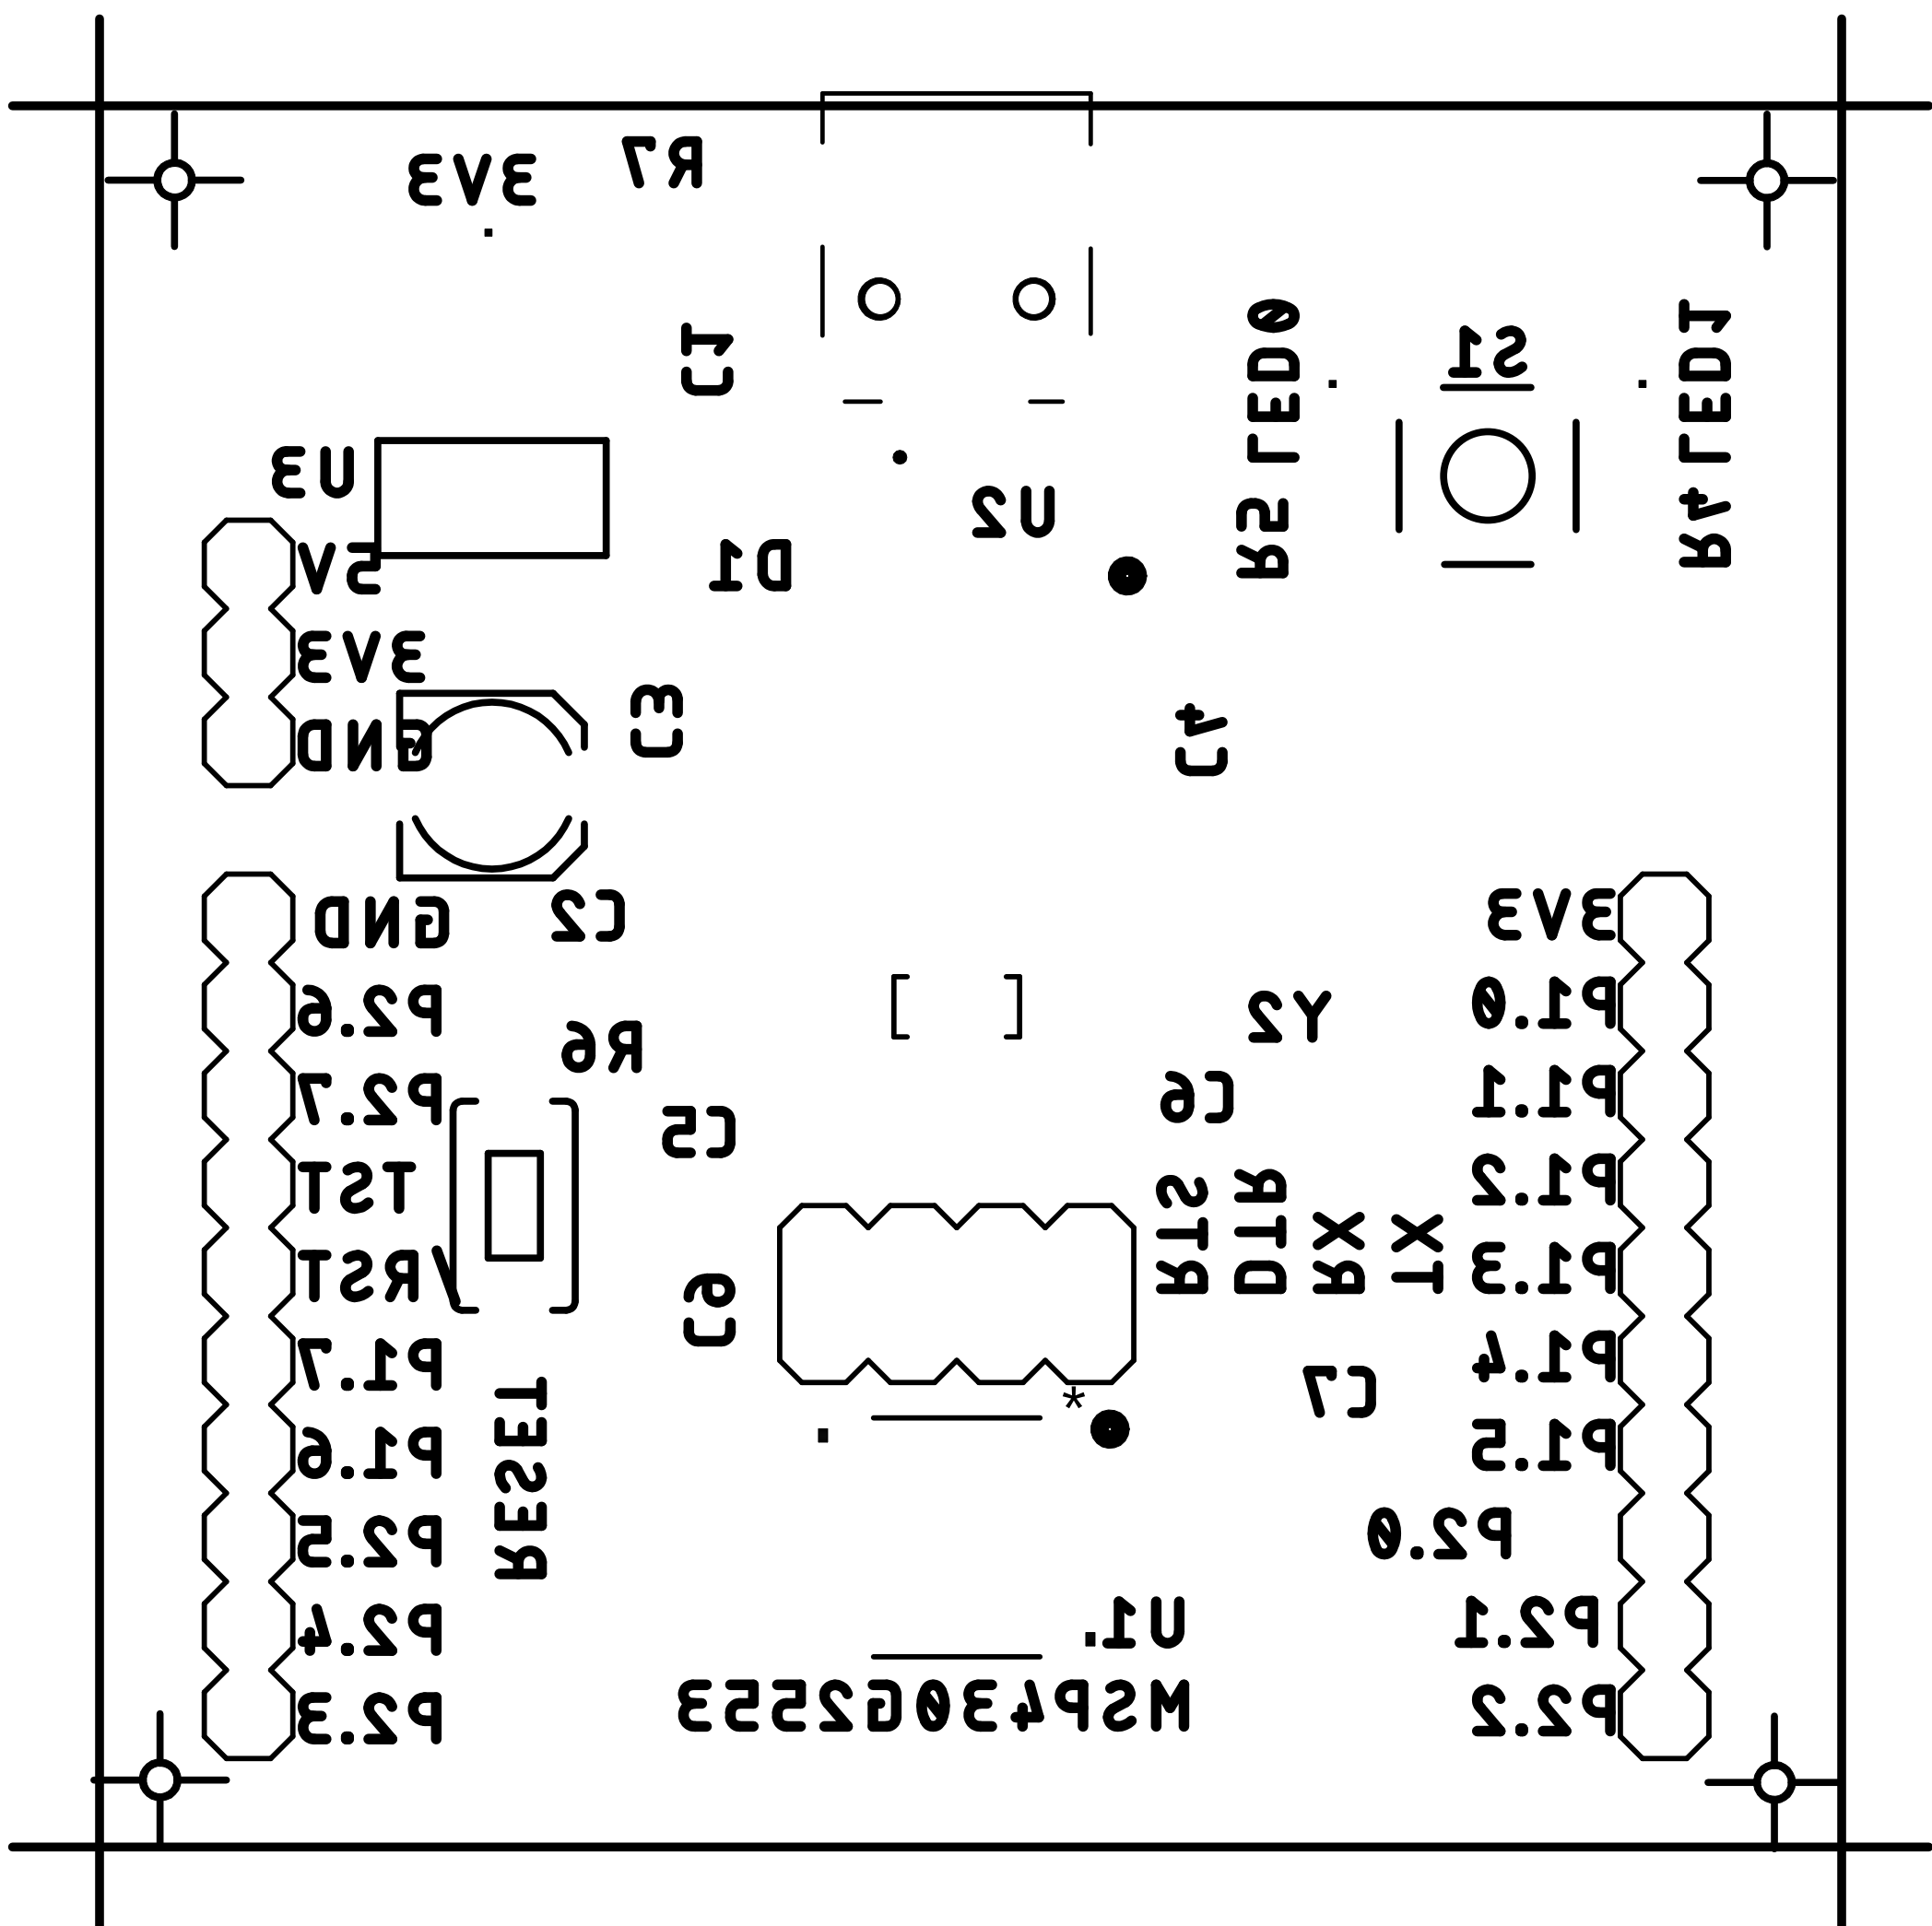 R7
3V3
LED0
LED1
S1
C1
U3
U2
R5
R4
5V
D1
3V3
C3
C4
GND
GND
C2
3V3
P2.6
Y2
P1.0
R6
P2.7
C6
P1.1
C5
TST
P1.2
RTS
DTR
RX
TX
/RST
P1.3
C9
P1.7
P1.4
C7
*
P1.6
P1.5
RESET
P2.5
P2.0
P2.4
U1
P2.1
P2.3
MSP430G2553
P2.2